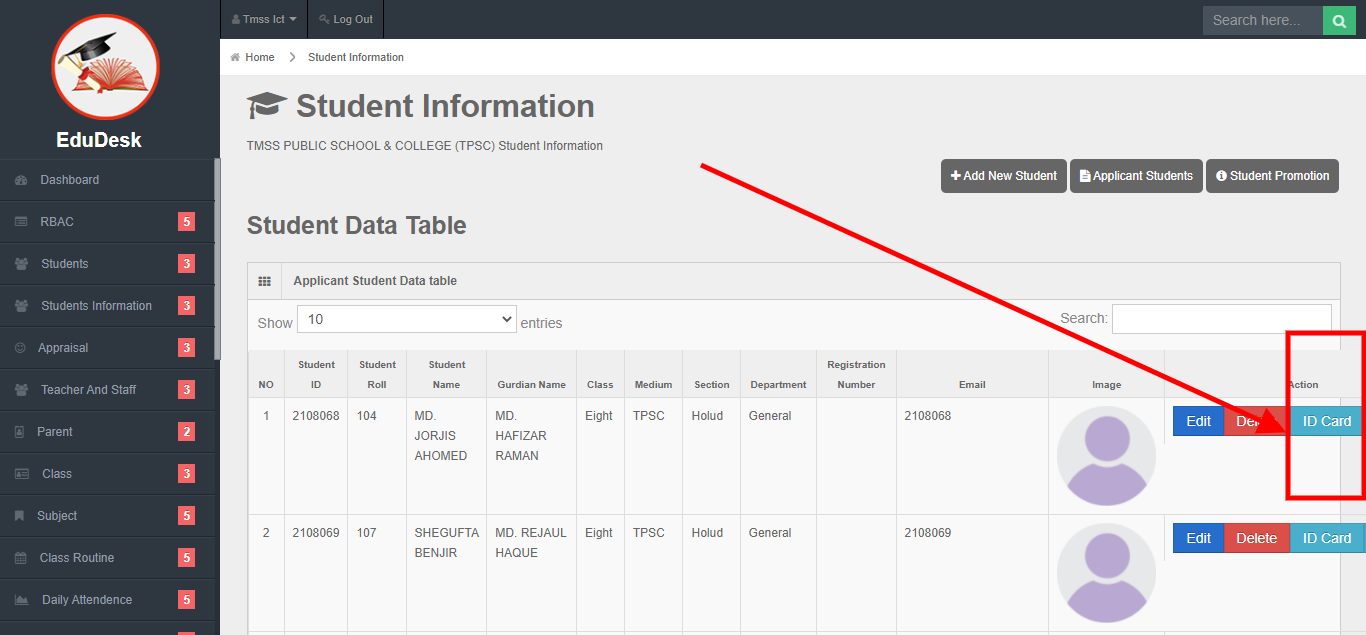 Tmss Ict
Log Out
Search here...
EduDesk
Home
Student Information
Student Information
TMSS PUBLIC SCHOOL & COLLEGE (TPSC) Student Information
Add New Student
Applicant Students
Student Promotion
Dashboard
RBAC 5
Students 3
Students Information 3
Appraisal 3
Teacher And Staff 3
Parent 2
Class 3
Subject 5
Class Routine 5
Daily Attendence 5
Student Data Table
Applicant Student Data table
Show 10 entries
Search:
NO
Student ID
Student Roll
Student Name
Gurdian Name
Class
Medium
Section
Department
Registration Number
Email
Image
Action
1 2108068 104 MD. MD. Eight TPSC Holud General 2108068 Edit ID Card
JORJIS HAFIZAR
AHOMED RAMAN
2 2108069 107 SHEGUFTA MD. REJAUL Eight TPSC Holud General 2108069 Edit Delete ID Card
BENJIR HAQUE